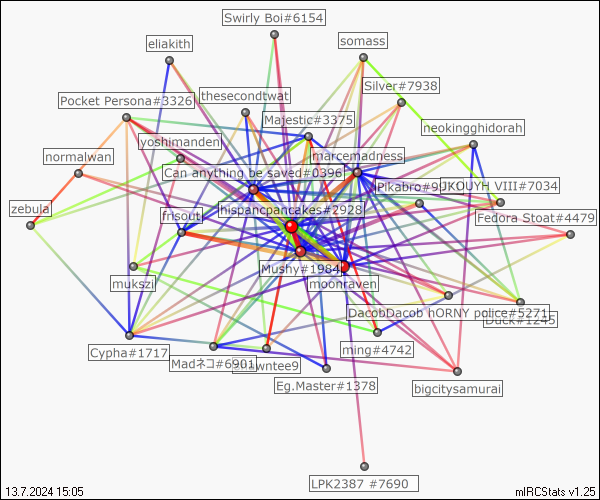 Swirly Boi#6154
eliakith
somass
Silver#7938
Pocket Persona#3326
thesecondtwat
Majestic#3375
neokingghidorah
yoshimanden
normalwan
marcemadness
Can anything be saved#0396
Pikabro#9
JKOUYH VIII#7034
zebula
frisout
hispancpancakes#2928
Fedora Stoat#4479
Mushy#1984
mukszi
moonraven
DacobDacob hORNY police#5271
Duck#1245
Cypha#1717
Madネコ#6901
ming#4742
Eg.Master#1378
bigcitysamurai
LPK2387 #7690
13.7.2024 15:05
mIRCStats v1.25